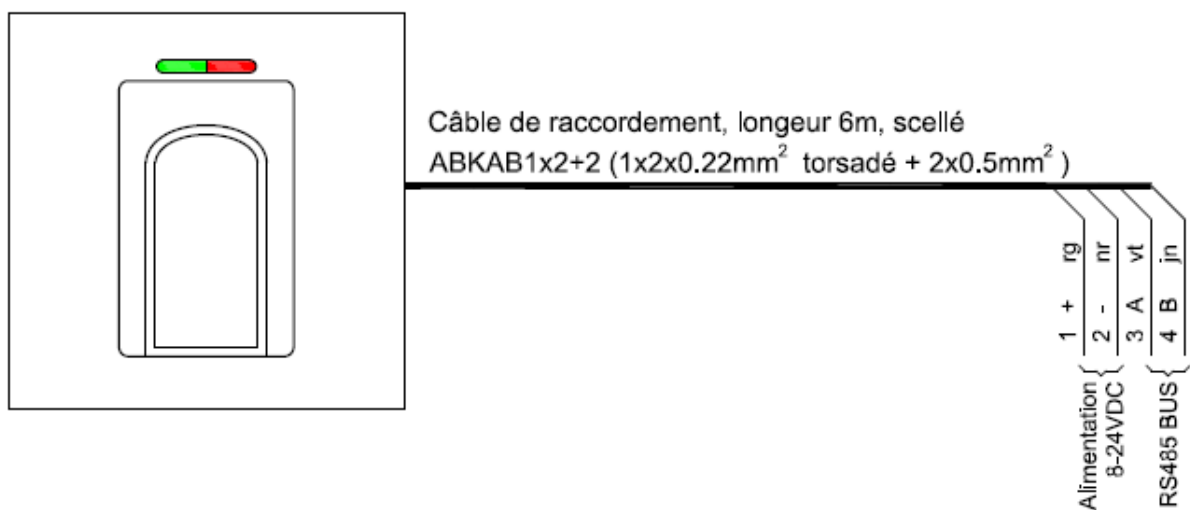 Câble de raccordement, longueur 6m, scellé
ABKAB1x2+2 (1x2x0.22mm² torsadé + 2x0.5mm²)
1 + rg
2 - nr
3 A vt
4 B jn
Alimentation
8-24VDC
RS485 BUS